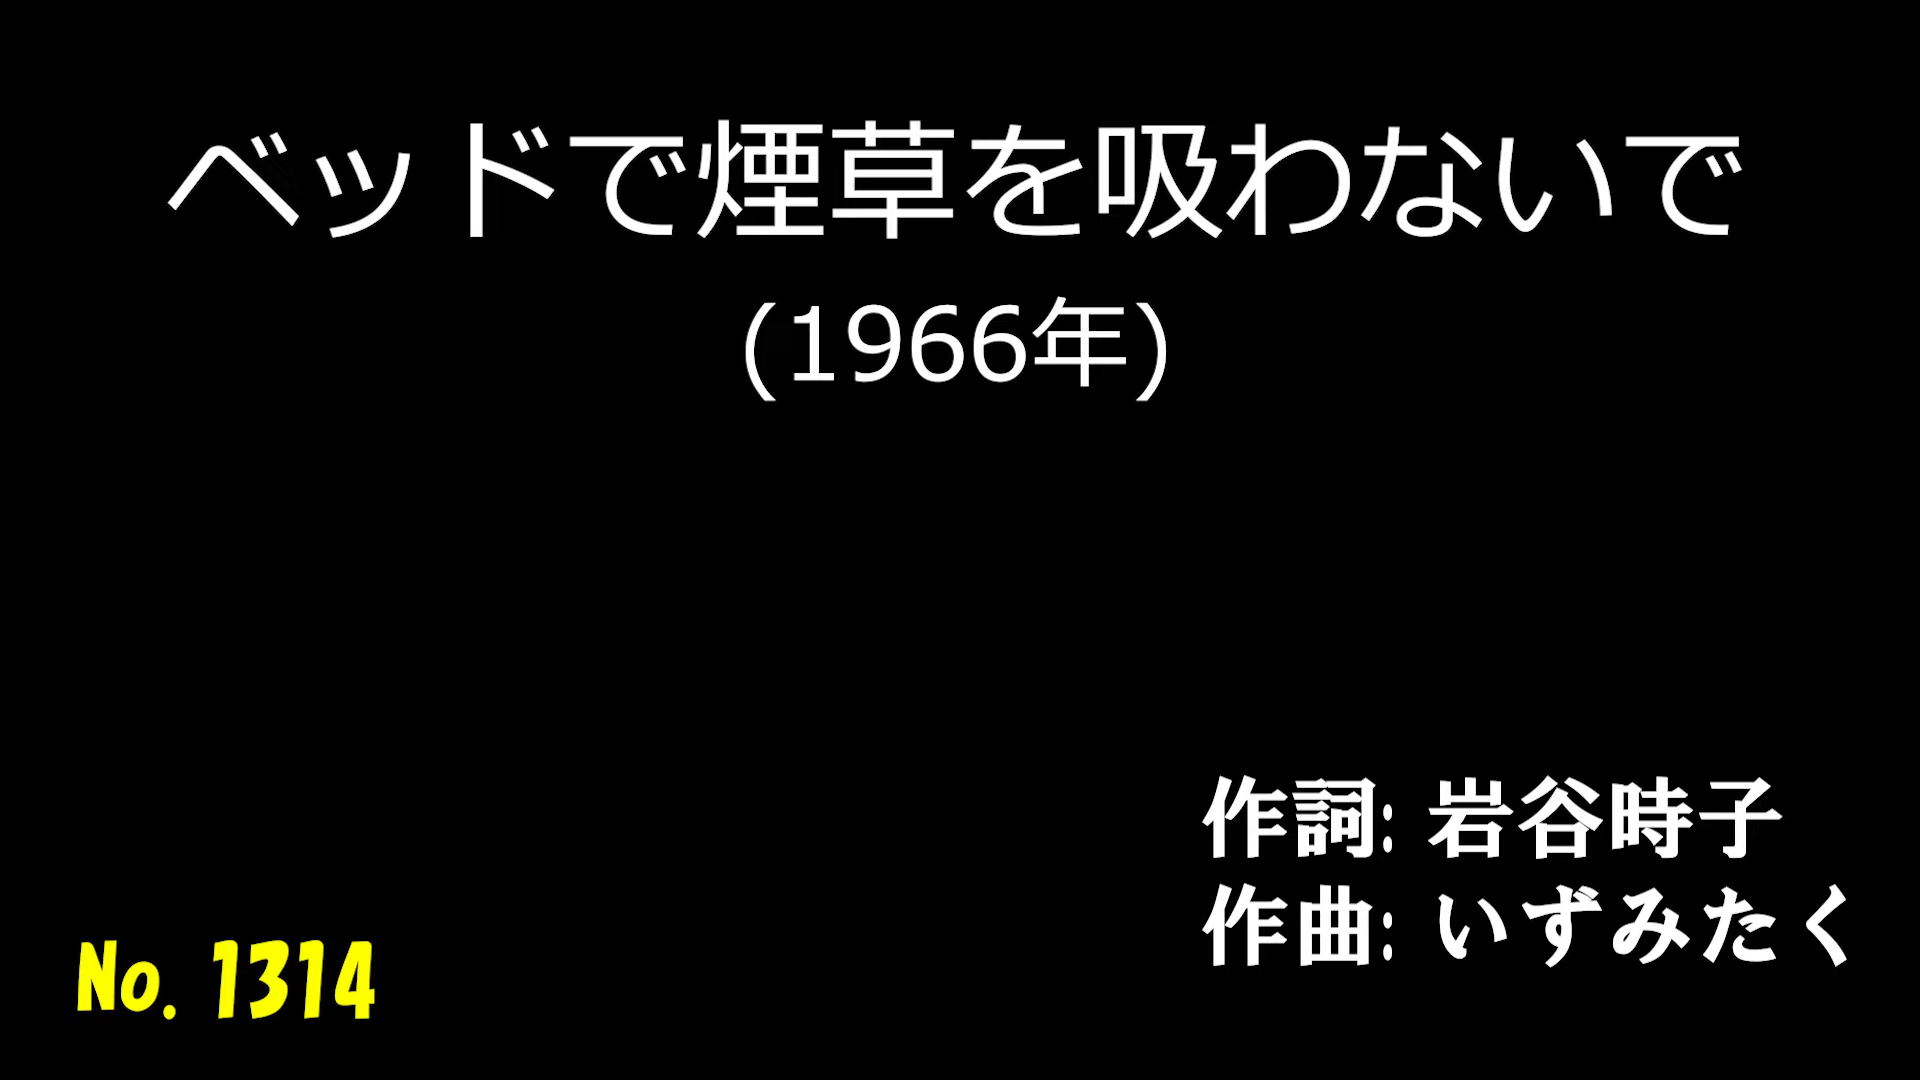 ベッドで煙草を吸わないで
(1966年)
作詞: 岩谷時子
作曲: いずみたく
No. 1314